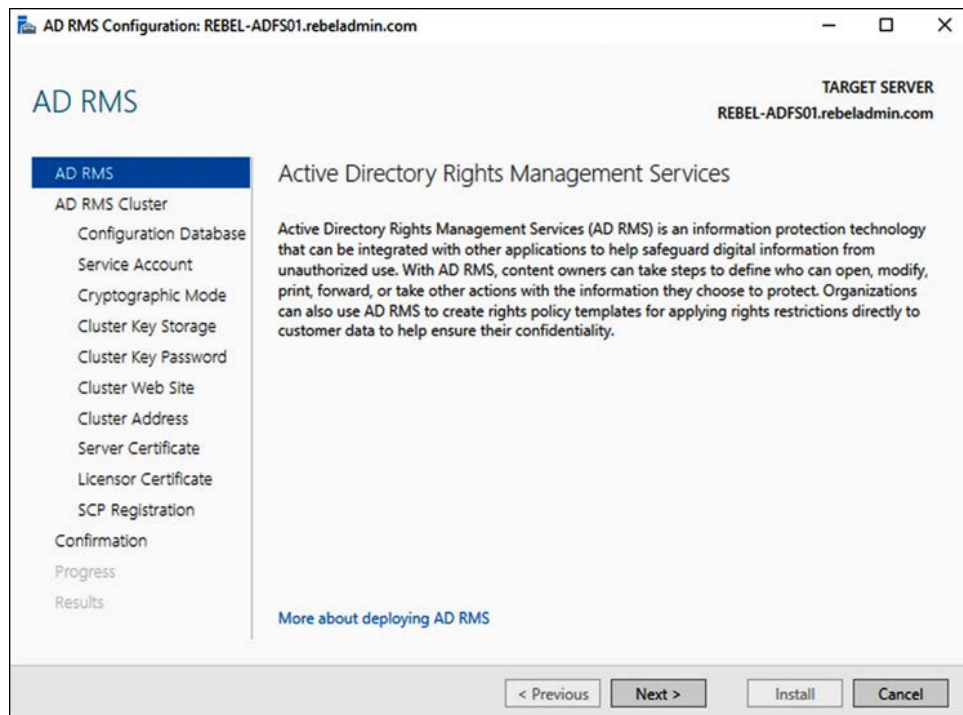 AD RMS Configuration: REBEL-ADFS01.rebeladmin.com
AD RMS
TARGET SERVER
REBEL-ADFS01.rebeladmin.com
AD RMS
AD RMS Cluster
Configuration Database
Service Account
Cryptographic Mode
Cluster Key Storage
Cluster Key Password
Cluster Web Site
Cluster Address
Server Certificate
Licensor Certificate
SCP Registration
Confirmation
Progress
Results
Active Directory Rights Management Services
Active Directory Rights Management Services (AD RMS) is an information protection technology
that can be integrated with other applications to help safeguard digital information from
unauthorized use. With AD RMS, content owners can take steps to define who can open, modify,
print, forward, or take other actions with the information they choose to protect. Organizations
can also use AD RMS to create rights policy templates for applying rights restrictions directly to
customer data to help ensure their confidentiality.
More about deploying AD RMS
< Previous
Next >
Install
Cancel